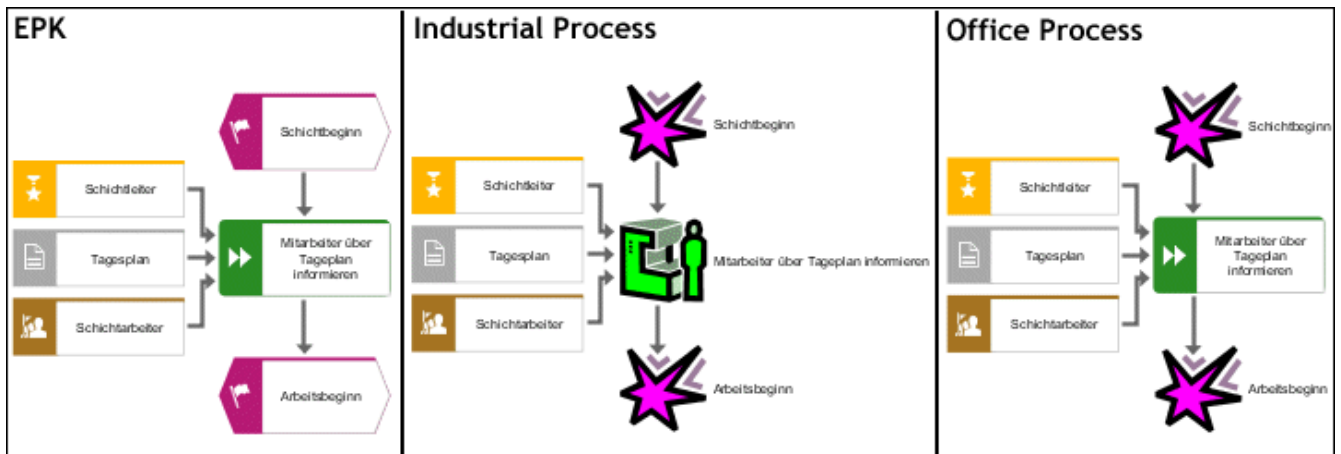 EPK
Schichtbeginn
Schichtleiter
Tagesplan
Schichtarbeiter
Mitarbeiter über
Tageplan
informieren
Arbeitsbeginn
Industrial Process
Schichtbeginn
Schichtleiter
Tagesplan
Schichtarbeiter
Mitarbeiter über Tageplan informieren
Arbeitsbeginn
Office Process
Schichtbeginn
Schichtleiter
Tagesplan
Schichtarbeiter
Mitarbeiter über
Tageplan
informieren
Arbeitsbeginn